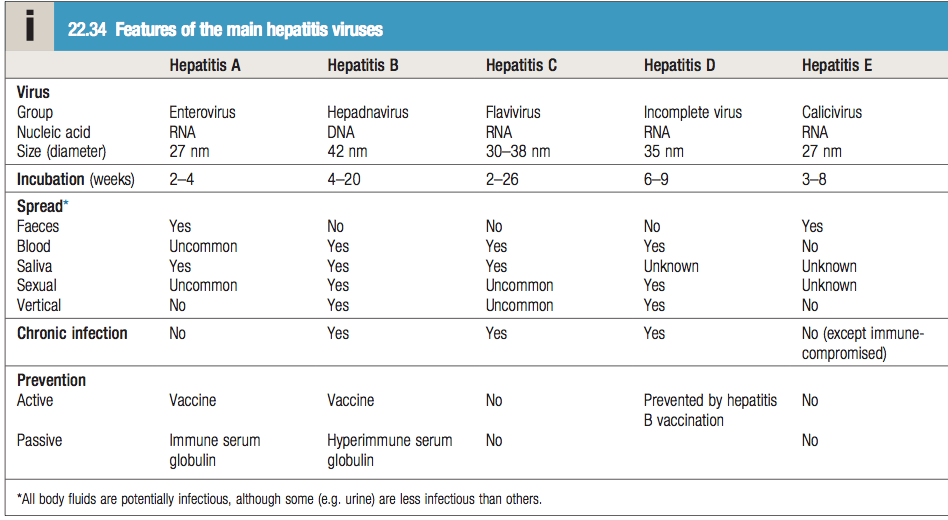 i
22.34 Features of the main hepatitis viruses
Hepatitis A Hepatitis B Hepatitis C Hepatitis D Hepatitis E
Virus
Group Enterovirus Hepadnavirus Flavivirus Incomplete virus Calicivirus
Nucleic acid RNA DNA RNA RNA RNA
Size (diameter) 27 nm 42 nm 30–38 nm 35 nm 27 nm
Incubation (weeks) 2–4 4–20 2–26 6–9 3–8
Spread*
Faeces Yes No No No Yes
Blood Uncommon Yes Yes Yes No
Saliva Yes Yes Yes Unknown Unknown
Sexual Uncommon Yes Uncommon Yes Unknown
Vertical No Yes Uncommon Yes No
Chronic infection No Yes Yes Yes No (except immune-
compromised)
Prevention
Active Vaccine Vaccine No Prevented by hepatitis No
B vaccination
Passive Immune serum Hyperimmune serum No No
globulin globulin
*All body fluids are potentially infectious, although some (e.g. urine) are less infectious than others.